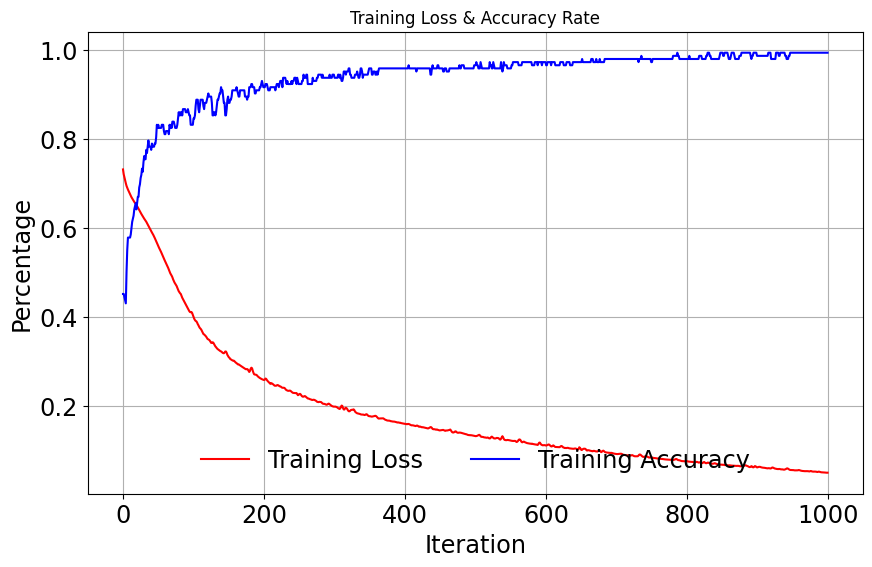 Training Loss & Accuracy Rate
1.0
0.8
0.6
0.4
0.2
Percentage
Training Loss Training Accuracy
0 200 400 600 800 1000
Iteration